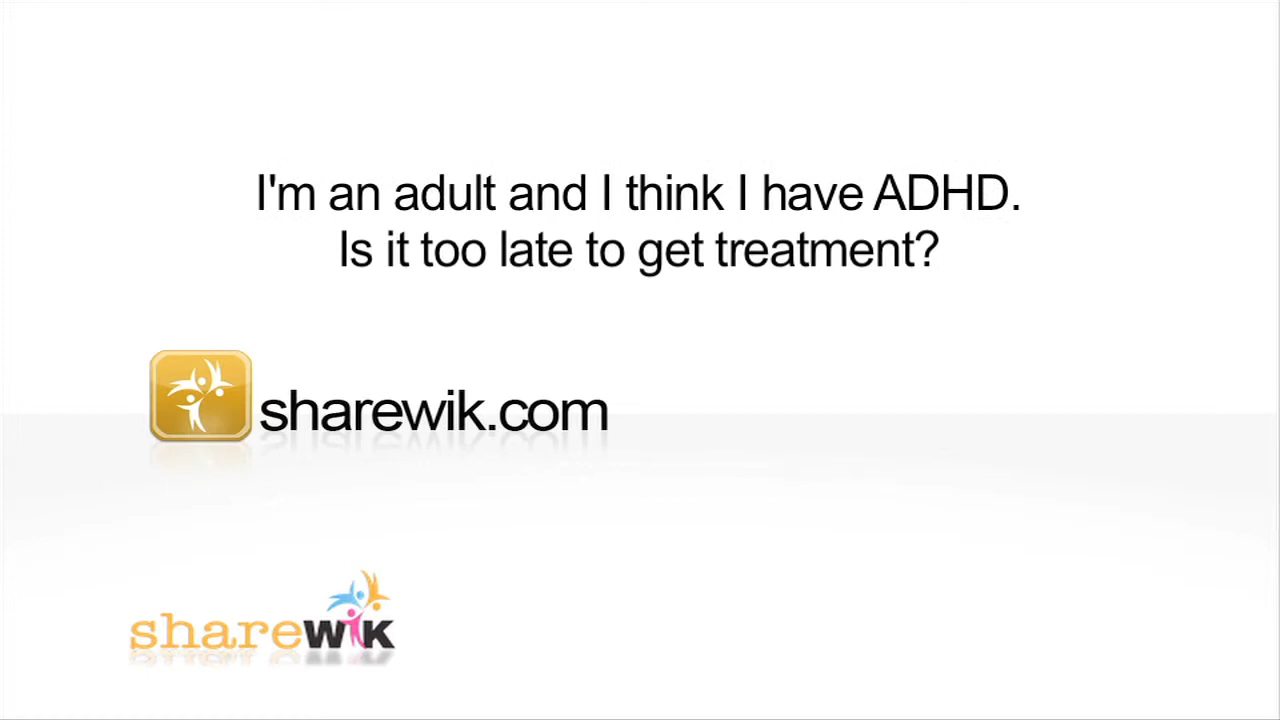 I'm an adult and I think I have ADHD.
Is it too late to get treatment?
sharewik.com
sharewik